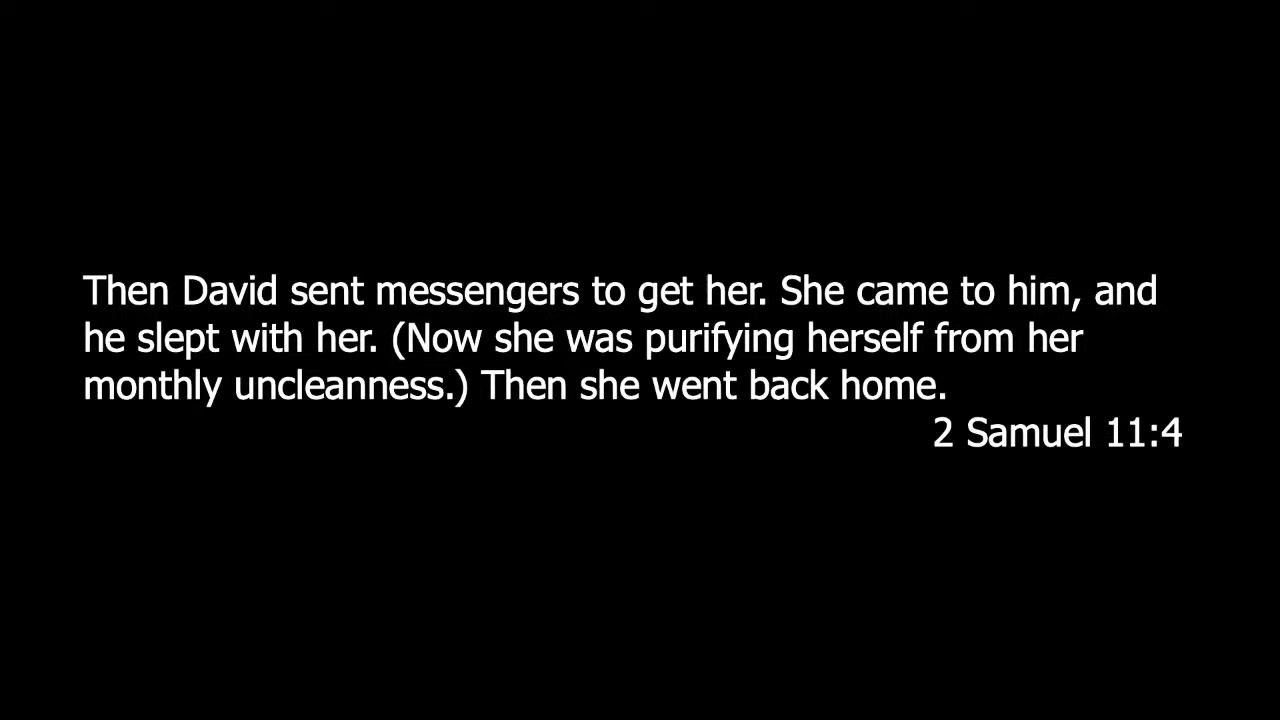 Then David sent messengers to get her. She came to him, and
he slept with her. (Now she was purifying herself from her
monthly uncleanness.) Then she went back home.
2 Samuel 11:4